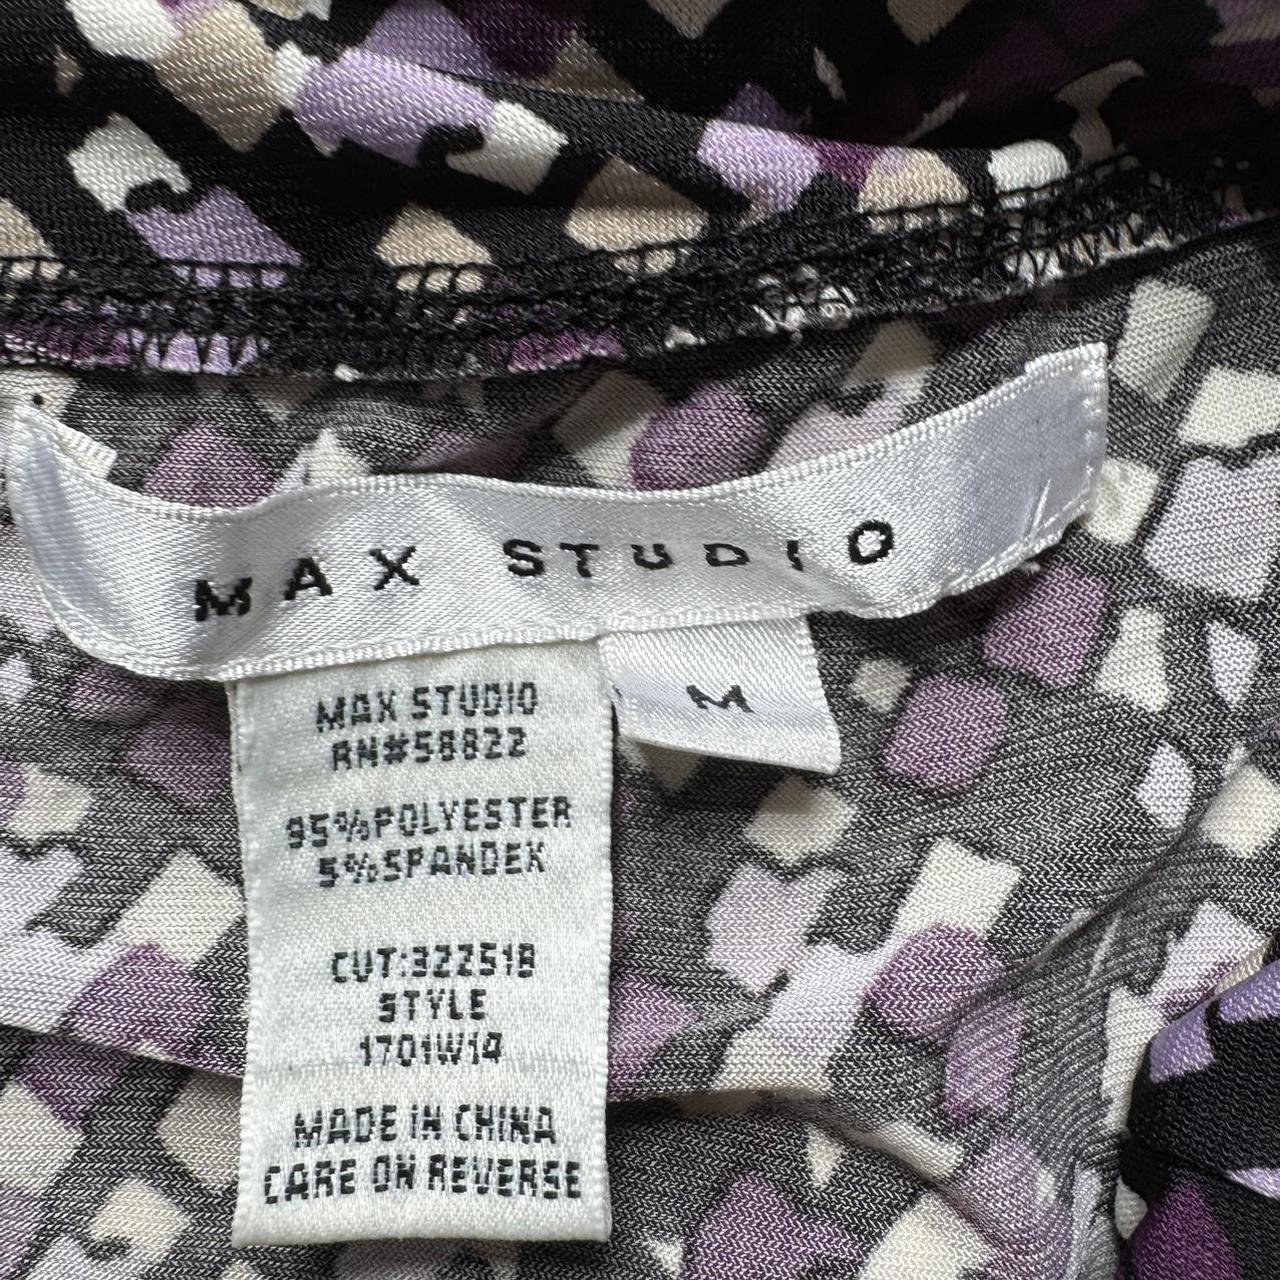 MAX STUDIO
M
MAX STUDIO
RN#58822
95%POLYESTER
5%SPANDEX
CUT:322518
STYLE
1701W14
MADE IN CHINA
CARE ON REVERSE